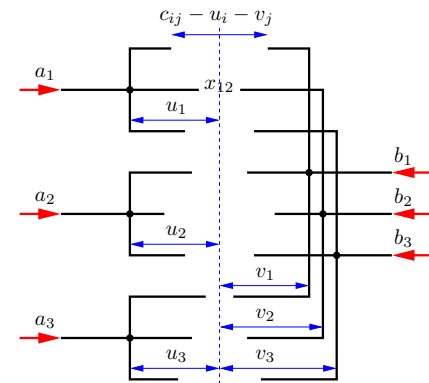 c_{ij} − u_i − v_j
a_1
x_{12}
u_1
b_1
a_2
b_2
u_2
b_3
v_1
a_3
v_2
u_3
v_3